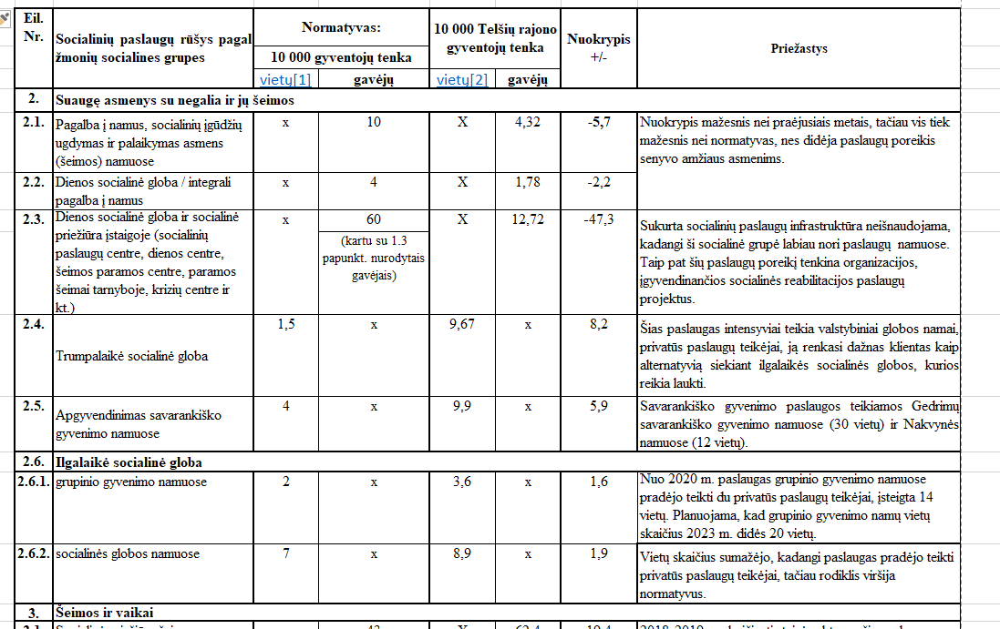 Eil. Nr.
Socialinių paslaugų rūšys pagal žmonių socialines grupes
Normatyvas:
10 000 Telšių rajono gyventojų tenka
Nuokrypis +/-
Priežastys
10 000 gyventojų tenka
vietų[1] gavėjų vietų[2] gavėjų
2. Suaugę asmenys su negalia ir jų šeimos
2.1. Pagalba į namus, socialinių įgūdžių
ugdymas ir palaikymas asmens
(šeimos) namuose
x 10 X 4,32 -5,7
Nuokrypis mažesnis nei praėjusiais metais, tačiau vis tiek
mažesnis nei normatyvas, nes didėja paslaugų poreikis
senyvo amžiaus asmenims.
2.2. Dienos socialinė globa / integrali
pagalba į namus
x 4 X 1,78 -2,2
2.3. Dienos socialinė globa ir socialinė
priežiūra įstaigoje (socialinių
paslaugų centre, dienos centre,
šeimos paramos centre, paramos
šeimai tarnyboje, krizių centre ir
kt.)
x 60 X 12,72 -47,3
(kartu su 1.3
papunkt. nurodytais
gavėjais)
Sukurta socialinių paslaugų infrastruktūra neišnaudojama,
kadangi ši socialinė grupė labiau nori paslaugų namuose.
Taip pat šių paslaugų poreikį tenkina organizacijos,
įgyvendinančios socialinės reabilitacijos paslaugų
projektus.
2.4. Trumpalaikė socialinė globa
1,5 x 9,67 x 8,2
Šias paslaugas intensyviai teikia valstybiniai globos namai,
privatūs paslaugų teikėjai, ją renkasi dažnas klientas kaip
alternatyvią siekiant ilgalaikės socialinės globos, kurios
reikia laukti.
2.5. Apgyvendinimas savarankiško
gyvenimo namuose
4 x 9,9 x 5,9
Savarankiško gyvenimo paslaugos teikiamos Gedrimų
savarankiško gyvenimo namuose (30 vietų) ir Nakvynės
namuose (12 vietų).
2.6. Ilgalaikė socialinė globa
2.6.1. grupinio gyvenimo namuose
2 x 3,6 x 1,6
Nuo 2020 m. paslaugas grupinio gyvenimo namuose
pradėjo teikti du privatūs paslaugų teikėjai, įsteigta 14
vietų. Planuojama, kad grupinio gyvenimo namų vietų
skaičius 2023 m. didės 20 vietų.
2.6.2. socialinės globos namuose
7 x 8,9 x 1,9
Vietų skaičius sumažėjo, kadangi paslaugas pradėjo teikti
privatūs paslaugų teikėjai, tačiau rodiklis viršija
normatyvus.
3. Šeimos ir vaikai